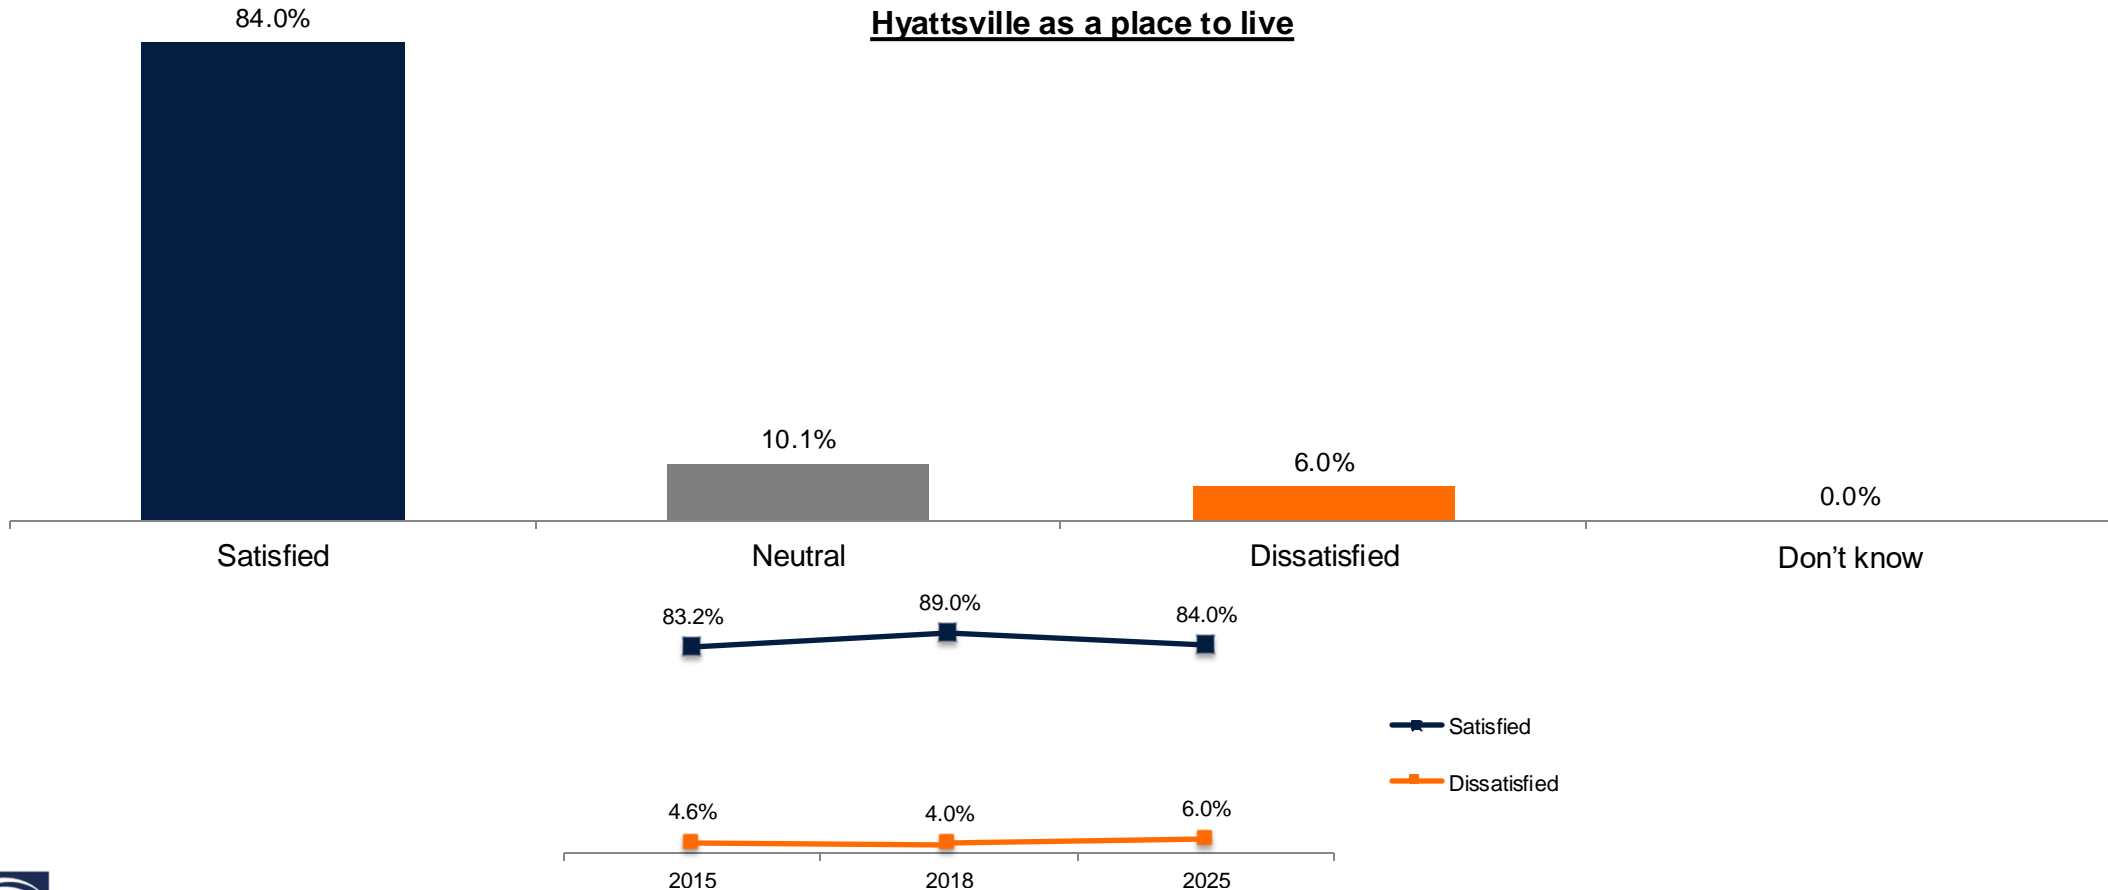 Hyattsville as a place to live
84.0%
10.1%
6.0%
0.0%
Satisfied
Neutral
Dissatisfied
Don’t know
83.2%
89.0%
84.0%
Satisfied
Dissatisfied
4.6%
4.0%
6.0%
2015
2018
2025